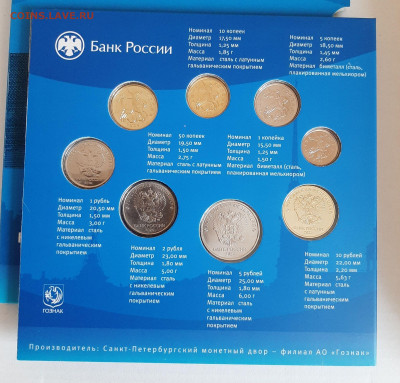 COINS.LAVE.RU
Банк России
Номинал 10 копеек
Диаметр 17,50 мм
Толщина 1,25 мм
Масса 1,85 г
Материал сталь с латунным
гальваническим покрытием
Номинал 5 копеек
Диаметр 18,50 мм
Толщина 1,45 мм
Масса 2,60 г
Материал биметалл (сталь,
плакированная мельхиором)
Номинал 50 копеек
Диаметр 19,50 мм
Толщина 1,50 мм
Масса 2,75 г
Материал сталь с латунным
гальваническим покрытием
Номинал 1 копейка
Диаметр 15,50 мм
Толщина 1,25 мм
Масса 1,50 г
Материал биметалл (сталь,
плакированная мельхиором)
Номинал 1 рубль
Диаметр 20,50 мм
Толщина 1,50 мм
Масса 3,00 г
Материал сталь
с никелевым
гальваническим
покрытием
Номинал 2 рубля
Диаметр 23,00 мм
Толщина 1,80 мм
Масса 5,00 г
Материал сталь
с никелевым
гальваническим
покрытием
Номинал 5 рублей
Диаметр 25,00 мм
Толщина 1,80 мм
Масса 6,00 г
Материал сталь
с никелевым
гальваническим
покрытием
Номинал 10 рублей
Диаметр 22,00 мм
Толщина 2,20 мм
Масса 5,63 г
Материал сталь
с латунным
гальваническим
покрытием
ГОЗНАК
Производитель: Санкт-Петербургский монетный двор – филиал АО «Гознак»